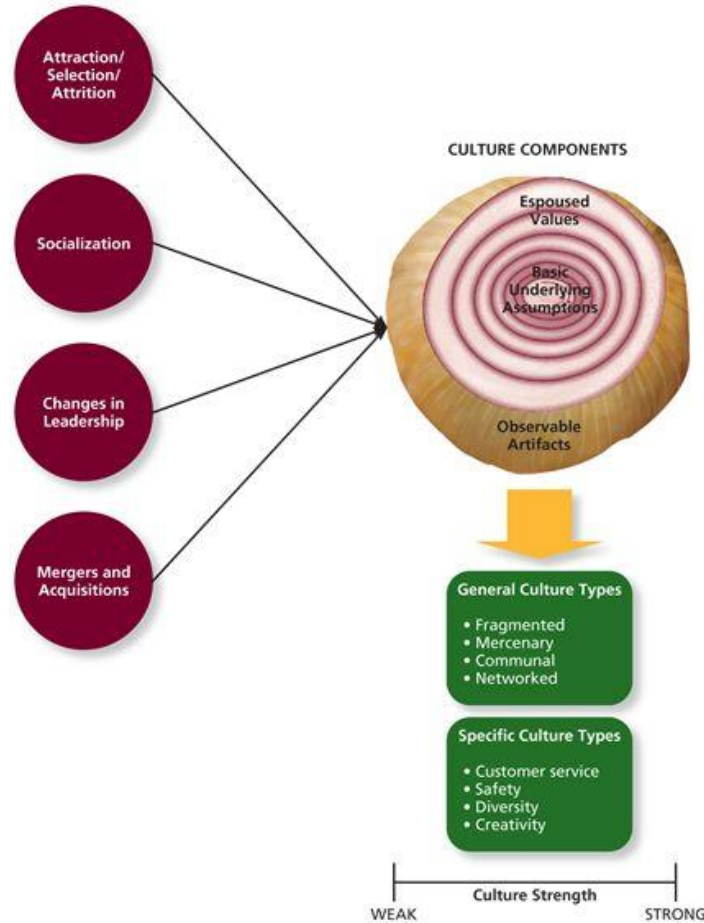 Attraction/
Selection/
Attrition
Socialization
Changes in
Leadership
Mergers and
Acquisitions
CULTURE COMPONENTS
Espoused
Values
Basic
Underlying
Assumptions
Observable
Artifacts
General Culture Types
• Fragmented
• Mercenary
• Communal
• Networked
Specific Culture Types
• Customer service
• Safety
• Diversity
• Creativity
Culture Strength
WEAK
STRONG